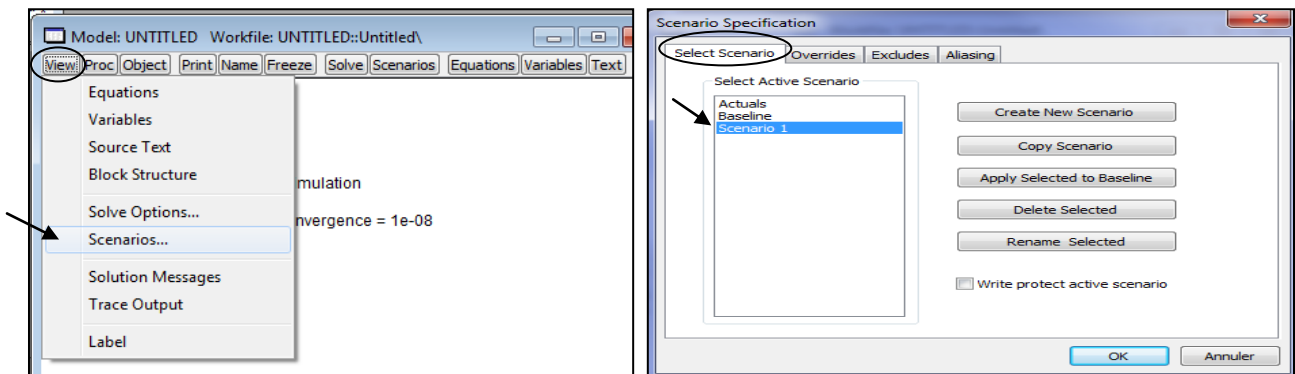 Model: UNTITLED Workfile: UNTITLED::Untitled\
View Proc Object Print Name Freeze Solve Scenarios Equations Variables Text
Equations
Variables
Source Text
Block Structure
mulation
Solve Options...
nvergence = 1e-08
Scenarios...
Solution Messages
Trace Output
Label
Scenario Specification
Select Scenario Overrides Excludes Aliasing
Select Active Scenario
Actuals
Baseline
Scenario 1
Create New Scenario
Copy Scenario
Apply Selected to Baseline
Delete Selected
Rename Selected
Write protect active scenario
OK Annuler